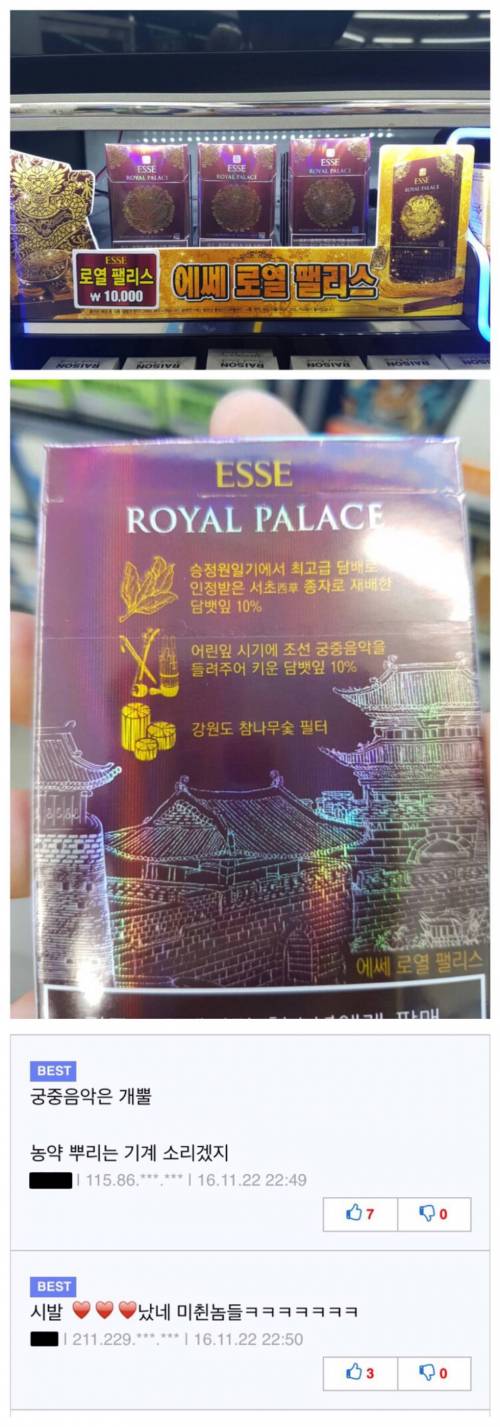 ESSE
ROYAL PALACE
ESSE
ROYAL PALACE
ESSE
ROYAL PALACE
ESSE
ROYAL PALACE
ESSE
로열 팰리스
₩ 10.000
에쎄 로열 팰리스
RAISON
RAISON
RAISON
RAISON
RAISON
ESSE
ROYAL PALACE
승정원일기에서 최고급 담배로
인정받은 서초西草 종자로 재배한
담뱃잎 10%
어린잎 시기에 조선 궁중음악을
들려주어 키운 담뱃잎 10%
강원도 참나무숯 필터
에쎄 로열 팰리스
BEST
궁중음악은 개뿔
농약 뿌리는 기계 소리겠지
| 115.86.***.*** | 16.11.22 22:49
7
0
BEST
시발 ♥ ♥ ♥났네 미췬놈들ㅋㅋㅋㅋㅋㅋㅋ
| 211.229.***.*** | 16.11.22 22:50
3
0